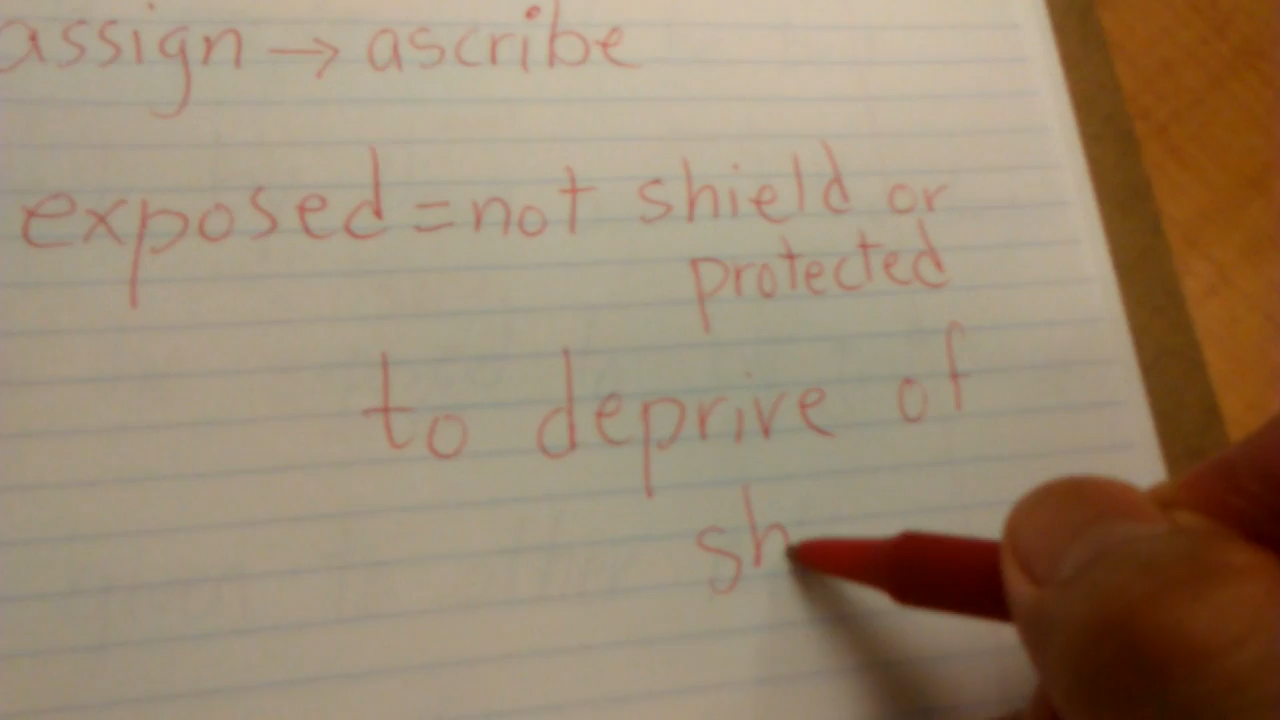 assign → ascribe
exposed = not shield or
protected
to deprive of
sh